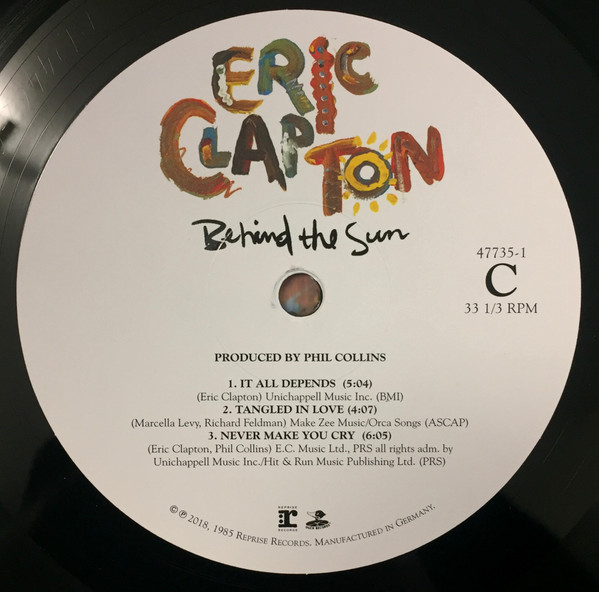 ERIC
CLAPTON
Behind the Sun
47735-1
C
33 1/3 RPM
PRODUCED BY PHIL COLLINS
1. IT ALL DEPENDS (5:04)
(Eric Clapton) Unichappell Music Inc. (BMI)
2. TANGLED IN LOVE (4:07)
(Marcella Levy, Richard Feldman) Make Zee Music/Orca Songs (ASCAP)
3. NEVER MAKE YOU CRY (6:05)
(Eric Clapton, Phil Collins) E.C. Music Ltd., PRS all rights adm. by
Unichappell Music Inc./Hit & Run Music Publishing Ltd. (PRS)
REPRISE
r
RECORDS
© ℗ 2018, 1985 REPRISE RECORDS. MANUFACTURED IN GERMANY.